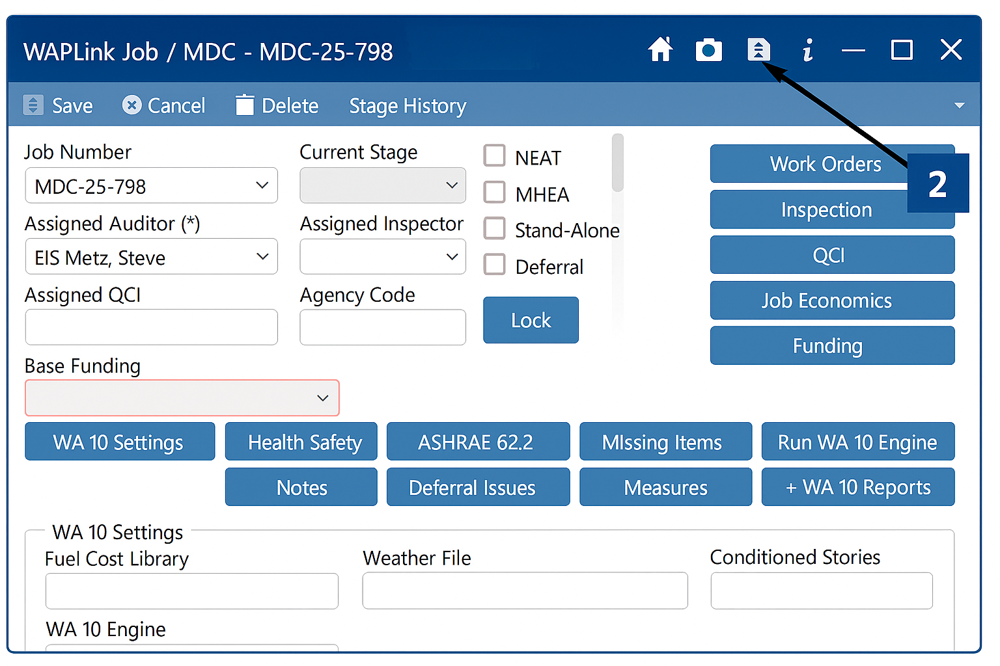 WAPLink Job / MDC - MDC-25-798
Save Cancel Delete Stage History
Job Number
MDC-25-798
Current Stage
Assigned Auditor (*)
EIS Metz, Steve
Assigned Inspector
Assigned QCI
Agency Code
NEAT
MHEA
Stand-Alone
Deferral
Lock
Work Orders
2
Inspection
QCI
Job Economics
Funding
Base Funding
WA 10 Settings
Health Safety
ASHRAE 62.2
MIssing Items
Run WA 10 Engine
Notes
Deferral Issues
Measures
+ WA 10 Reports
WA 10 Settings
Fuel Cost Library
Weather File
Conditioned Stories
WA 10 Engine